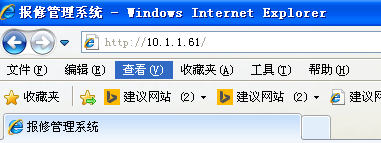 报修管理系统 - Windows Internet Explorer
http://10.1.1.61/
文件(F) 编辑(E) 查看(V) 收藏夹(A) 工具(T) 帮助(H)
收藏夹 建议网站 (2) 建议网站 (2) 建议网
报修管理系统